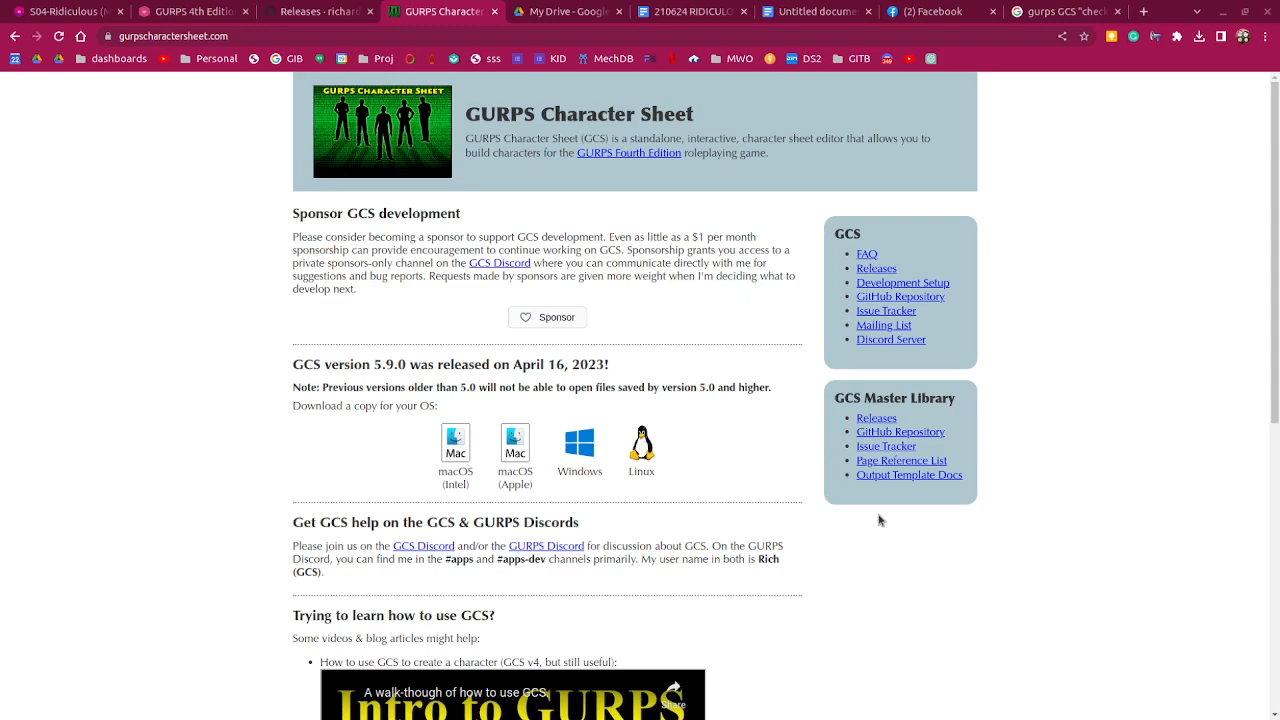 S04-Ridiculous (M
GURPS 4th Edition
Releases · richard
GURPS Character
My Drive - Google
210624 RIDICULO
Untitled docume
(2) Facebook
gurps GCS "check
gurpscharactersheet.com
dashboards
Personal
GIB
Proj
sss
KID
MechDB
MWO
DS2
GITB
GURPS CHARACTER SHEET
GURPS Character Sheet
GURPS Character Sheet (GCS) is a standalone, interactive, character sheet editor that allows you to
build characters for the GURPS Fourth Edition roleplaying game.
Sponsor GCS development
Please consider becoming a sponsor to support GCS development. Even as little as a $1 per month
sponsorship can provide encouragement to continue working on GCS. Sponsorship grants you access to a
private sponsors-only channel on the GCS Discord where you can communicate directly with me for
suggestions and bug reports. Requests made by sponsors are given more weight when I'm deciding what to
develop next.
Sponsor
GCS version 5.9.0 was released on April 16, 2023!
Note: Previous versions older than 5.0 will not be able to open files saved by version 5.0 and higher.
Download a copy for your OS:
Mac
Mac
macOS
(Intel)
macOS
(Apple)
Windows
Linux
Get GCS help on the GCS & GURPS Discords
Please join us on the GCS Discord and/or the GURPS Discord for discussion about GCS. On the GURPS
Discord, you can find me in the #apps and #apps-dev channels primarily. My user name in both is Rich
(GCS).
Trying to learn how to use GCS?
Some videos & blog articles might help:
• How to use GCS to create a character (GCS v4, but still useful):
A walk-though of how to use GCS.
Intro to GURPS
Share
GCS
• FAQ
• Releases
• Development Setup
• GitHub Repository
• Issue Tracker
• Mailing List
• Discord Server
GCS Master Library
• Releases
• GitHub Repository
• Issue Tracker
• Page Reference List
• Output Template Docs